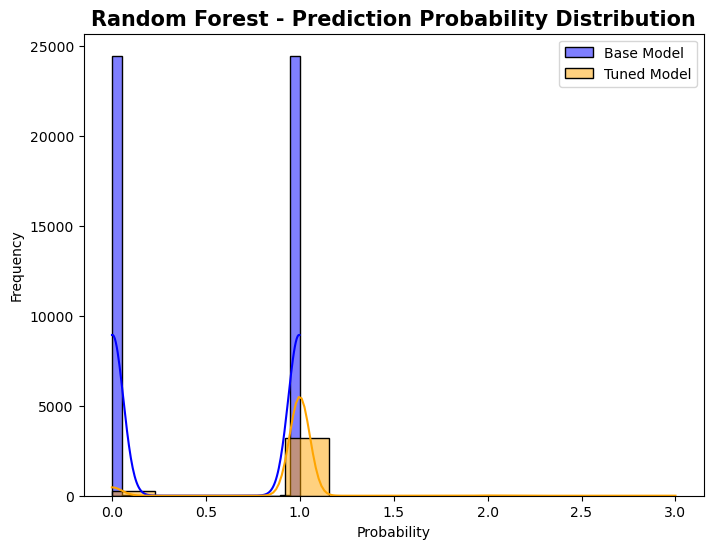 Random Forest - Prediction Probability Distribution
Base Model
Tuned Model
25000
20000
15000
10000
5000
0
Frequency
0.0 0.5 1.0 1.5 2.0 2.5 3.0
Probability